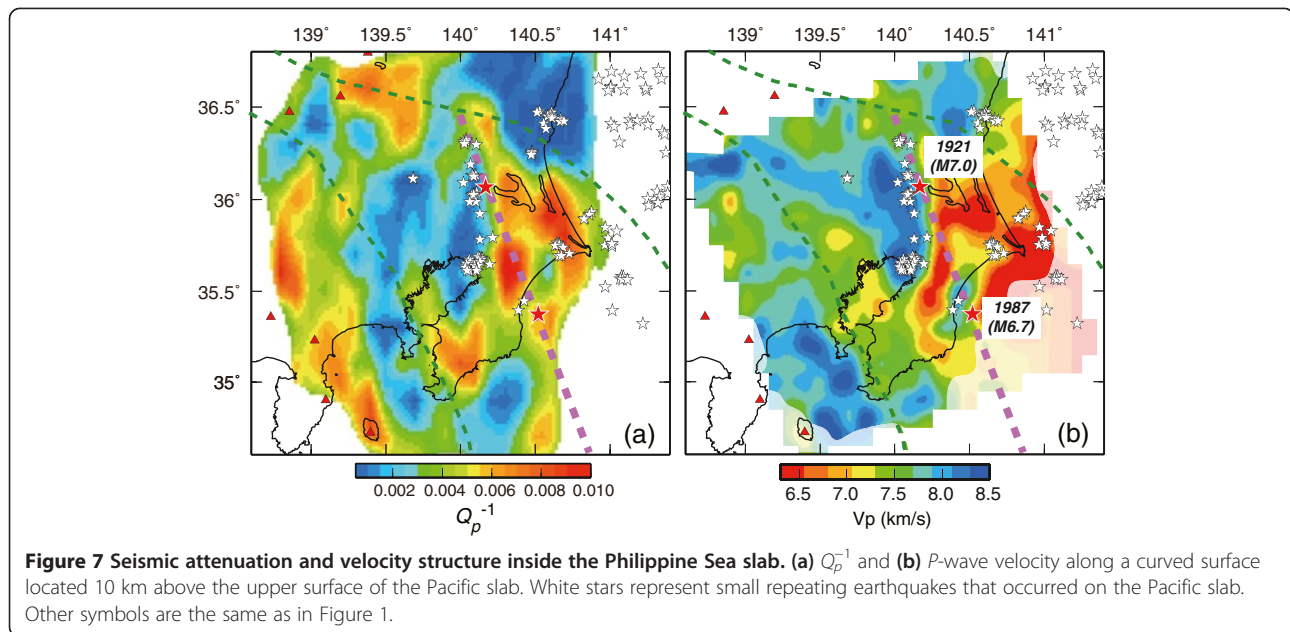 139° 139.5° 140° 140.5° 141° 139° 139.5° 140° 140.5° 141°
36.5°
36°
35.5°
35°
1921
(M7.0)
1987
(M6.7)
(a) (b)
0.002 0.004 0.006 0.008 0.010
Qp⁻¹
6.5 7.0 7.5 8.0 8.5
Vp (km/s)
Figure 7 Seismic attenuation and velocity structure inside the Philippine Sea slab. (a) Qp⁻¹ and (b) P-wave velocity along a curved surface
located 10 km above the upper surface of the Pacific slab. White stars represent small repeating earthquakes that occurred on the Pacific slab.
Other symbols are the same as in Figure 1.